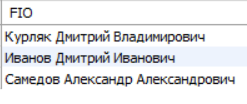 FIO
Курляк Дмитрий Владимирович
Иванов Дмитрий Иванович
Самедов Александр Александрович